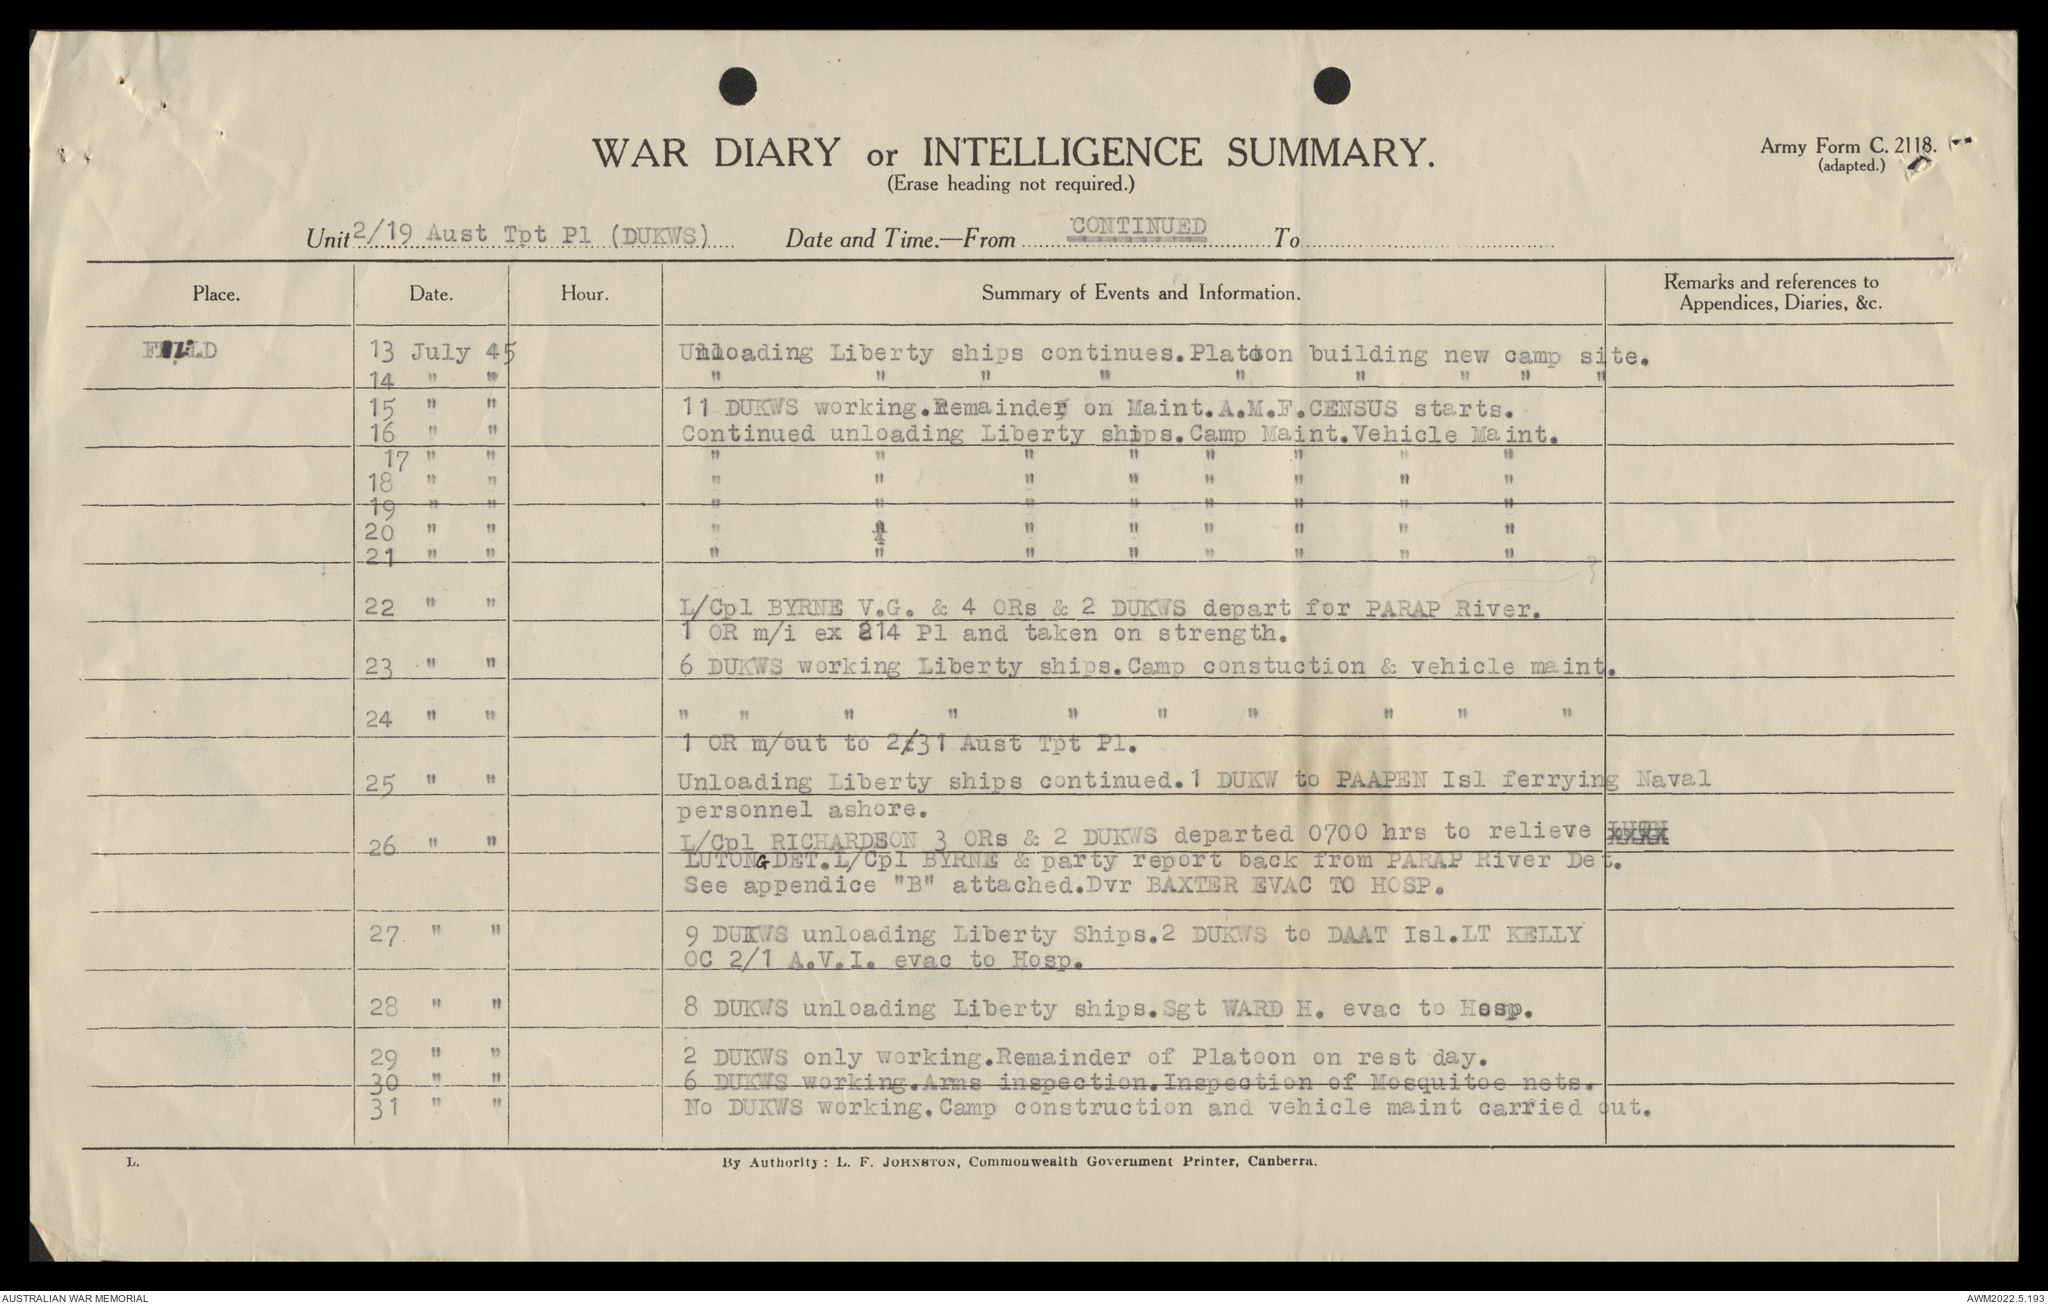 WAR DIARY or INTELLIGENCE SUMMARY.
(Erase heading not required.)
Army Form C. 2118.
(adapted.)
Unit 2/19 Aust Tpt Pl (DUKWS) Date and Time.—From CONTINUED To
Place. Date. Hour. Summary of Events and Information. Remarks and references to Appendices, Diaries, &c.
FIELD 13 July 45 Unloading Liberty ships continues.Platoon building new camp site.
14 " " " " " " " " " " "
15 " " 11 DUKWS working.Remainder on Maint.A.M.F.CENSUS starts.
16 " " Continued unloading Liberty ships.Camp Maint.Vehicle Maint.
17 " " " " " " " " " "
18 " " " " " " " " " "
19 " " " " " " " " " "
20 " " " " " " " " " "
21 " " " " " " " " " "
22 " " L/Cpl BYRNE V.G. & 4 ORs & 2 DUKWS depart for PARAP River.
1 OR m/i ex 214 Pl and taken on strength.
23 " " 6 DUKWS working Liberty ships.Camp constuction & vehicle maint.
24 " " " " " " " " " " " "
1 OR m/out to 2/31 Aust Tpt Pl.
25 " " Unloading Liberty ships continued.1 DUKW to PAAPEN Isl ferrying Naval
personnel ashore.
26 " " L/Cpl RICHARDSON 3 ORs & 2 DUKWS departed 0700 hrs to relieve
LUTONG DET.L/Cpl BYRNE & party report back from PARAP River Det.
See appendice "B" attached.Dvr BAXTER EVAC TO HOSP.
27. " " 9 DUKWS unloading Liberty Ships.2 DUKWS to DAAT Isl.LT KELLY
OC 2/1 A.V.I. evac to Hosp.
28 " " 8 DUKWS unloading Liberty ships.Sgt WARD H. evac to Hosp.
29 " " 2 DUKWS only working.Remainder of Platoon on rest day.
30 " " 6 DUKWS working.Arms inspection.Inspection of Mosquitoe nets.
31 " " No DUKWS working.Camp construction and vehicle maint carried out.
L.
By Authority: L. F. JOHNSTON, Commonwealth Government Printer, Canberra.
AUSTRALIAN WAR MEMORIAL
AWM2022.5.193